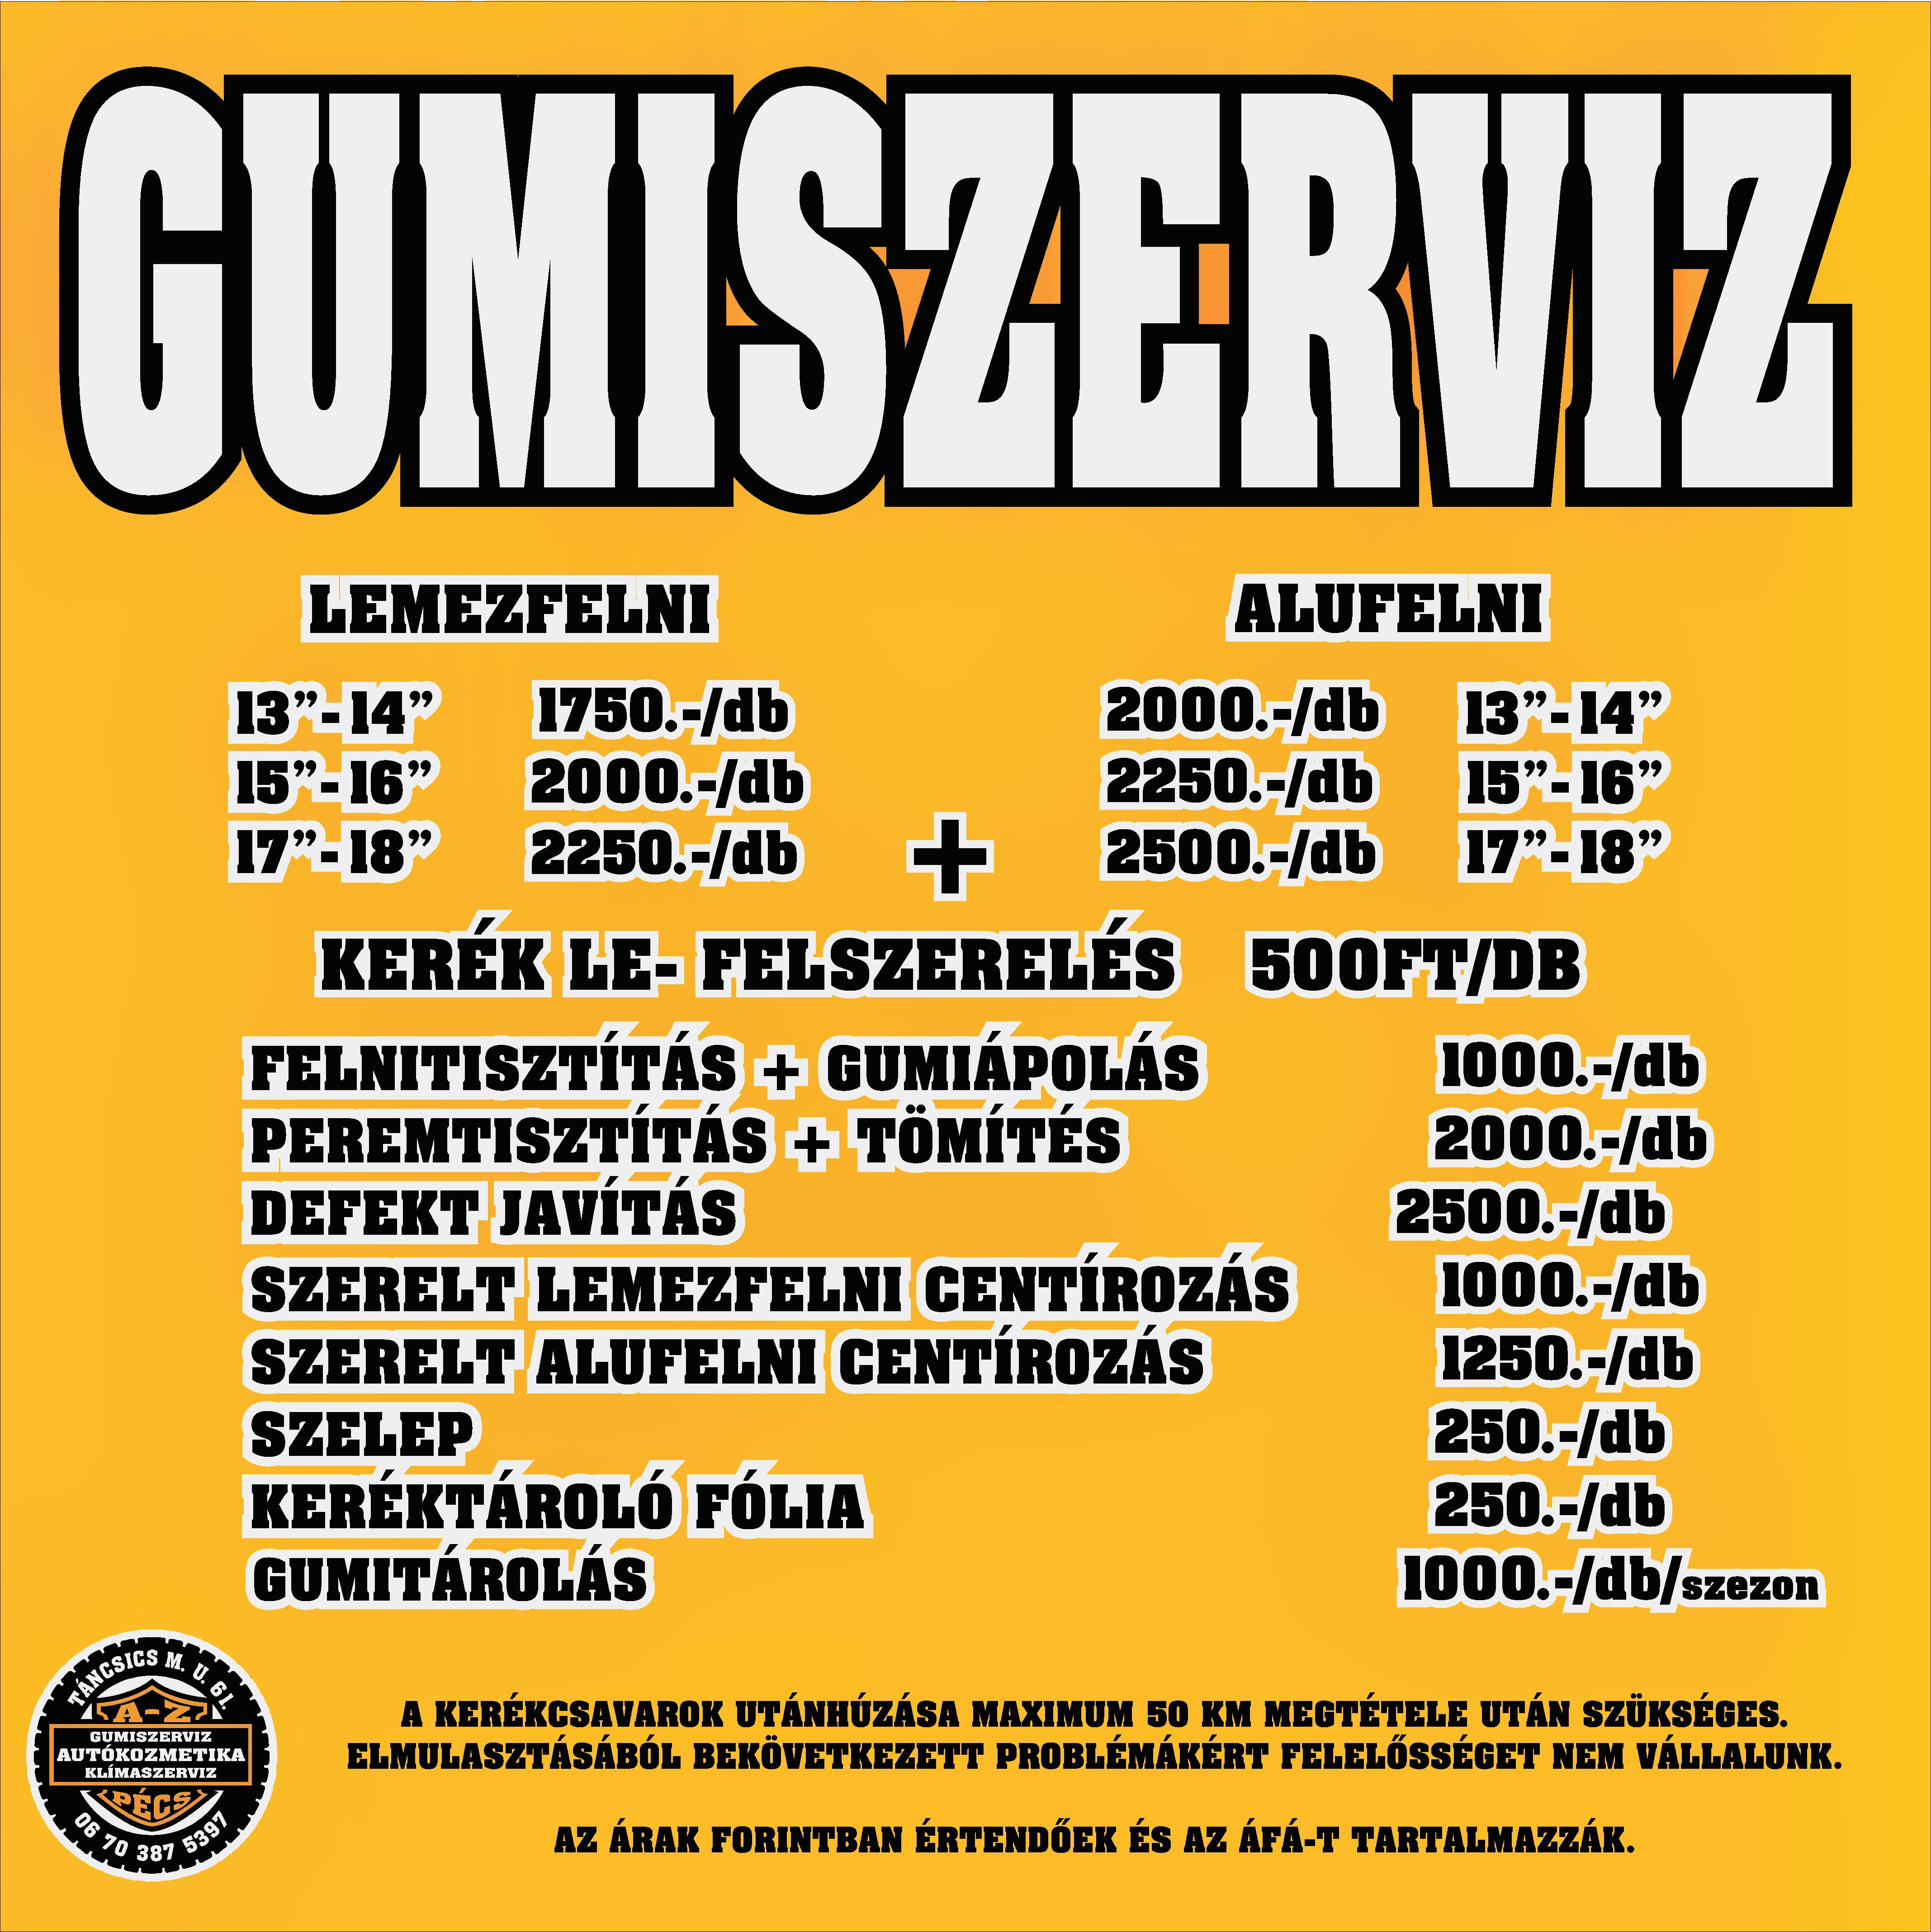 GUMISZERVIZ
LEMEZFELNI ALUFELNI
13”-14” 1750.-/db 2000.-/db 13”-14”
15”-16” 2000.-/db 2250.-/db 15”-16”
17”-18” 2250.-/db + 2500.-/db 17”-18”
KERÉK LE- FELSZERELÉS 500FT/DB
FELNITISZTÍTÁS + GUMIÁPOLÁS 1000.-/db
PEREMTISZTÍTÁS + TÖMÍTÉS 2000.-/db
DEFEKT JAVÍTÁS 2500.-/db
SZERELT LEMEZFELNI CENTÍROZÁS 1000.-/db
SZERELT ALUFELNI CENTÍROZÁS 1250.-/db
SZELEP 250.-/db
KERÉKTÁROLÓ FÓLIA 250.-/db
GUMITÁROLÁS 1000.-/db/szezon
A KERÉKCSAVAROK UTÁNHÚZÁSA MAXIMUM 50 KM MEGTÉTELE UTÁN SZÜKSÉGES.
ELMULASZTÁSÁBÓL BEKÖVETKEZETT PROBLÉMÁKÉRT FELELŐSSÉGET NEM VÁLLALUNK.
AZ ÁRAK FORINTBAN ÉRTENDŐEK ÉS AZ ÁFÁ-T TARTALMAZZÁK.
TÁNCSICS M. U. 61.
A-Z
GUMISZERVIZ
AUTÓKOZMETIKA
KLÍMASZERVIZ
PÉCS
06 70 387 5397